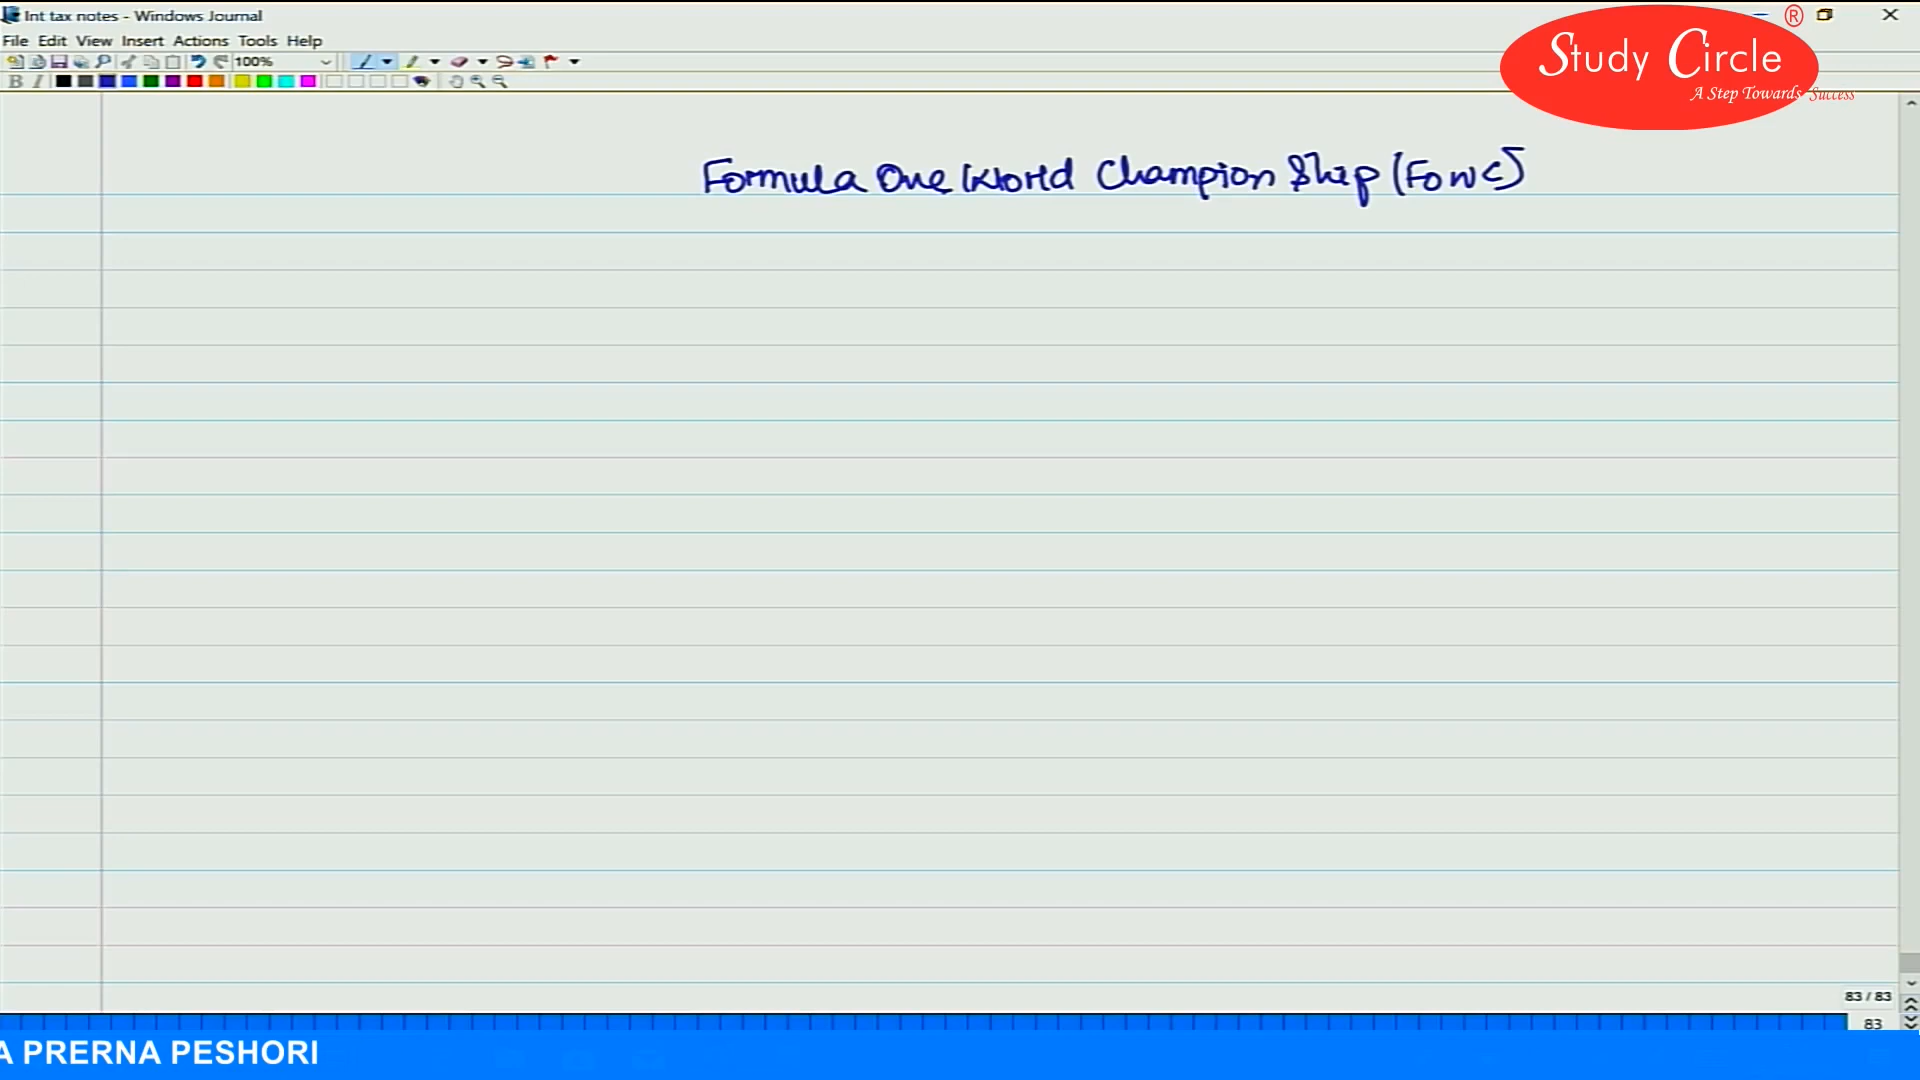 Int tax notes - Windows Journal
File Edit View Insert Actions Tools Help
100%
B I
Study Circle ®
A Step Towards Success
Formula One World Champion Ship (FOWC)
83 / 83
83
A PRERNA PESHORI